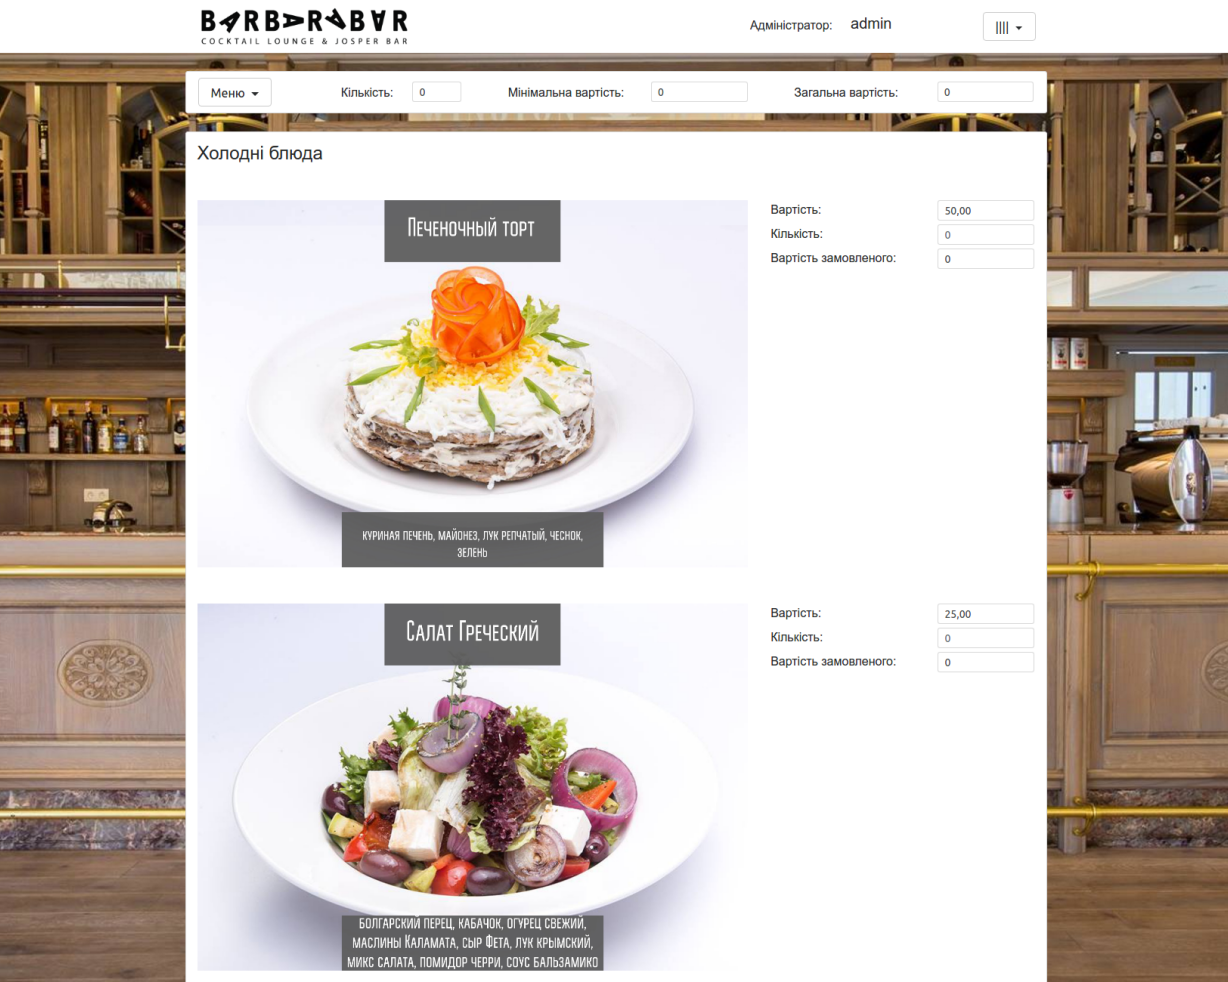 BARBARABAR
COCKTAIL LOUNGE & JOSPER BAR
Адміністратор: admin
||||
Меню
Кількість: 0
Мінімальна вартість: 0
Загальна вартість: 0
Холодні блюда
Печеночный торт
куриная печень, майонез, лук репчатый, чеснок,
зелень
Вартість: 50,00
Кількість: 0
Вартість замовленого: 0
Салат Греческий
болгарский перец, кабачок, огурец свежий,
маслины Каламата, сыр Фета, лук крымский,
микс салата, помидор черри, соус бальзамико
Вартість: 25,00
Кількість: 0
Вартість замовленого: 0